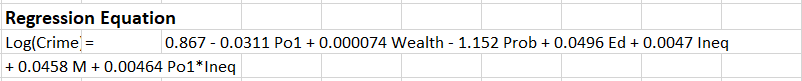 Regression Equation
Log(Crime) = 0.867 - 0.0311 Po1 + 0.000074 Wealth - 1.152 Prob + 0.0496 Ed + 0.0047 Ineq
+ 0.0458 M + 0.00464 Po1*Ineq